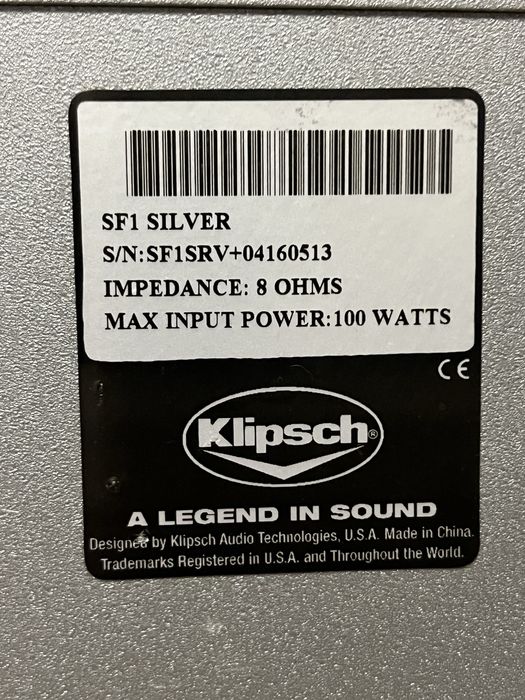 SF1 SILVER
S/N:SF1SRV+04160513
IMPEDANCE: 8 OHMS
MAX INPUT POWER:100 WATTS
CE
Klipsch®
A LEGEND IN SOUND
Designed by Klipsch Audio Technologies, U.S.A. Made in China.
Trademarks Registered in U.S.A. and Throughout the World.